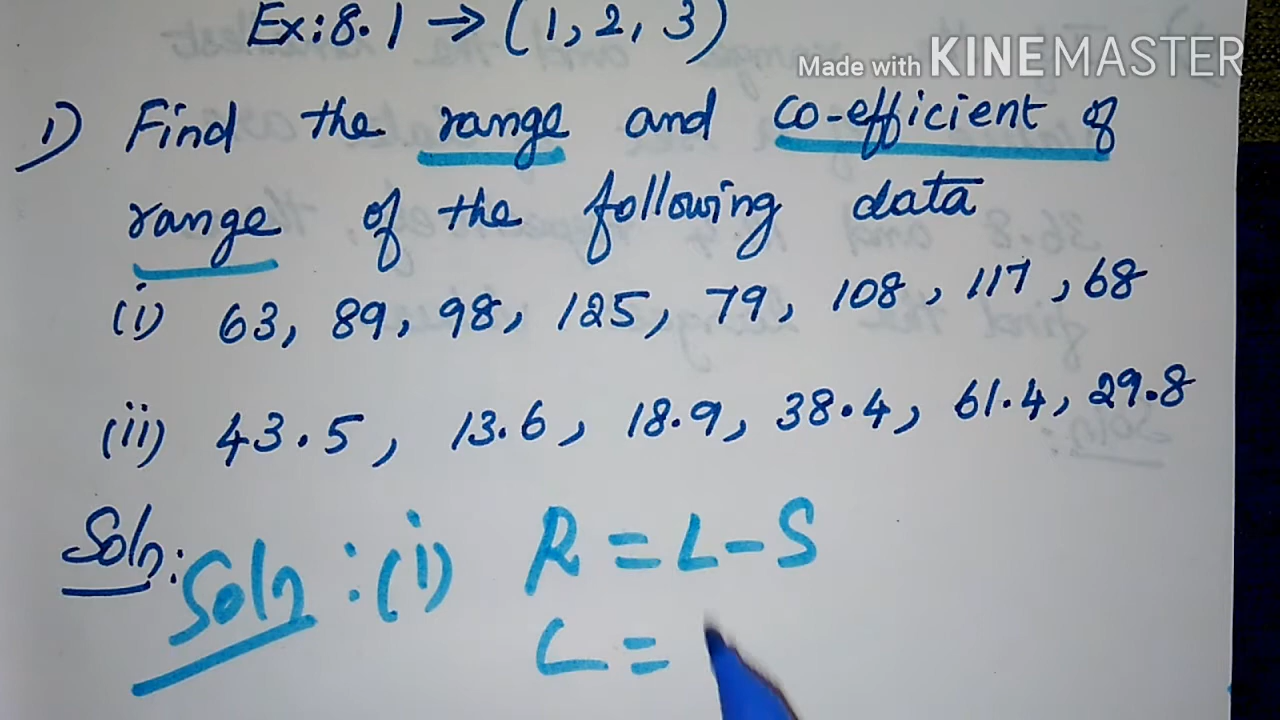 Ex:8.1 → (1, 2, 3)
Made with KINEMASTER
1) Find the range and co-efficient of
range of the following data
(i) 63, 89, 98, 125, 79, 108, 117, 68
(ii) 43.5, 13.6, 18.9, 38.4, 61.4, 29.8
Soln:
Soln : (i) R = L - S
L =